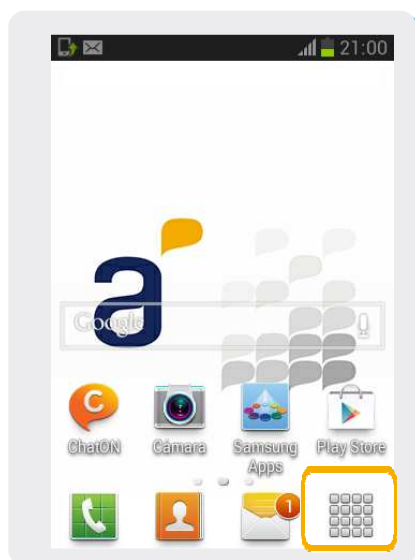 21:00
a
Google
C
ChatON
Cámara
Samsung
Apps
Play Store
1